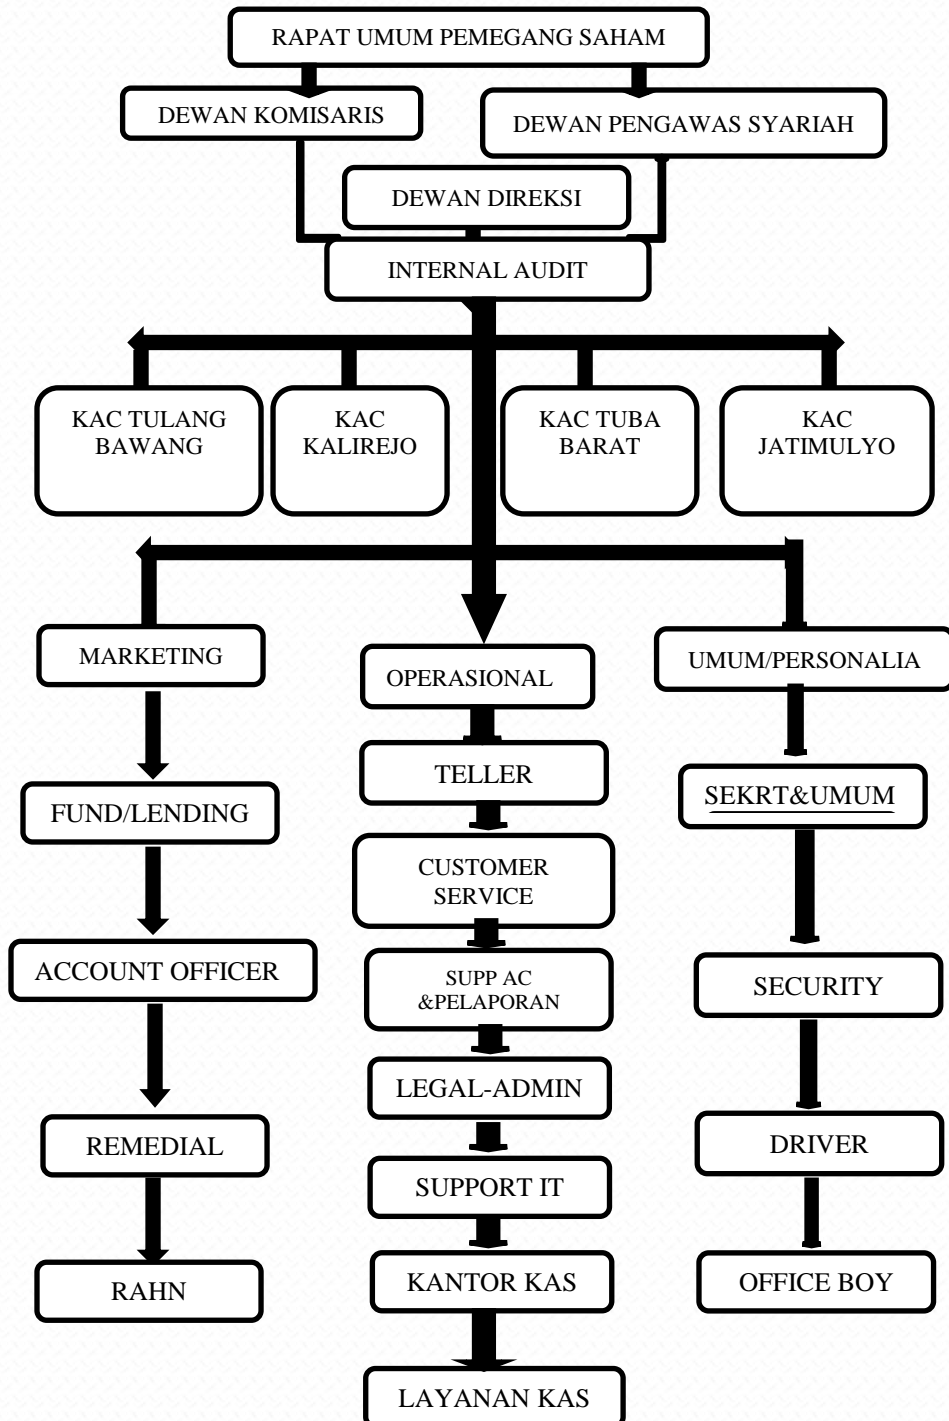 RAPAT UMUM PEMEGANG SAHAM
DEWAN KOMISARIS
DEWAN PENGAWAS SYARIAH
DEWAN DIREKSI
INTERNAL AUDIT
KAC TULANG
BAWANG
KAC
KALIREJO
KAC TUBA
BARAT
KAC
JATIMULYO
MARKETING
OPERASIONAL
UMUM/PERSONALIA
FUND/LENDING
TELLER
SEKRT&UMUM
CUSTOMER
SERVICE
ACCOUNT OFFICER
SUPP AC
&PELAPORAN
SECURITY
LEGAL-ADMIN
REMEDIAL
DRIVER
SUPPORT IT
RAHN
KANTOR KAS
OFFICE BOY
LAYANAN KAS